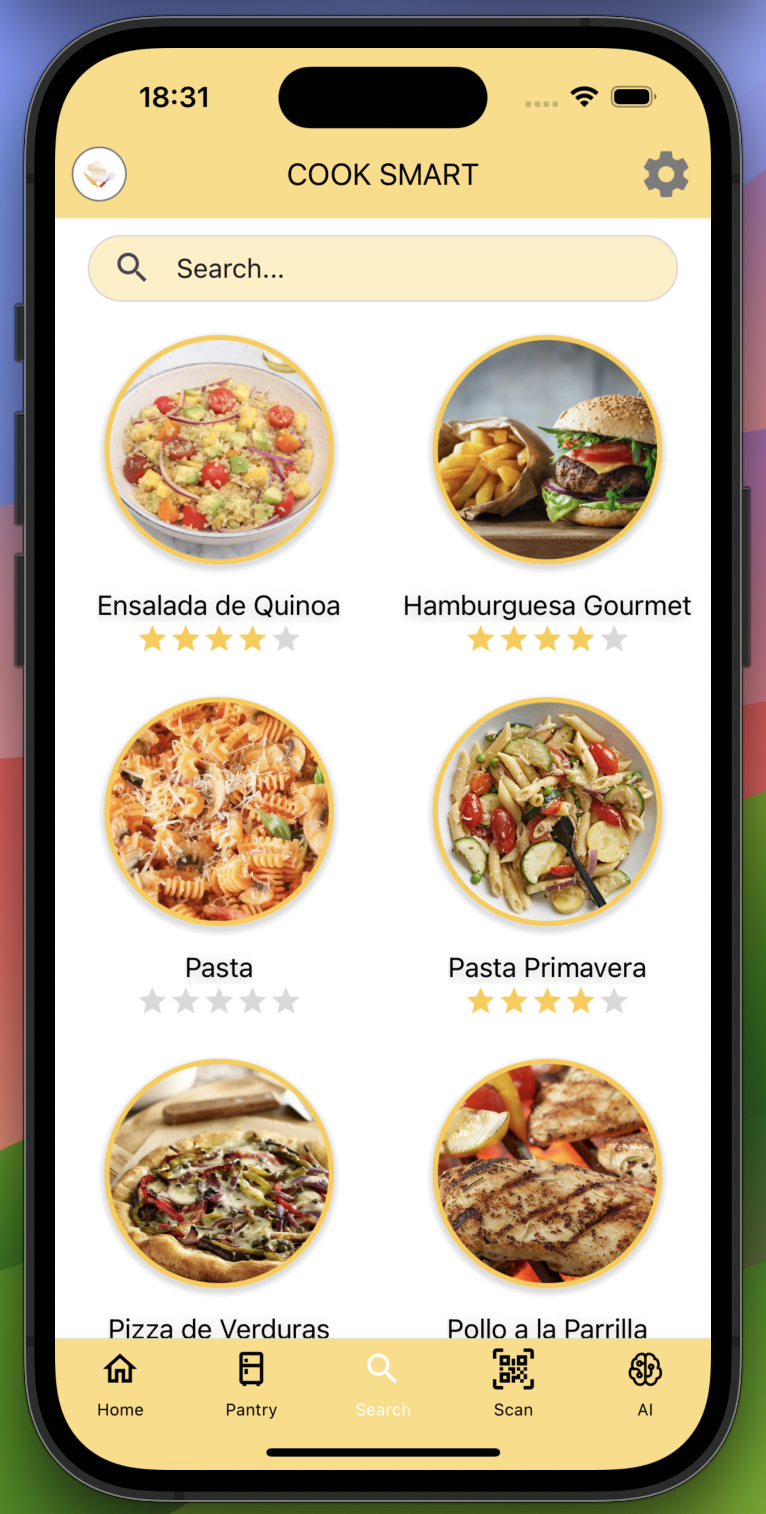 18:31
COOK SMART
Search...
Ensalada de Quinoa
Hamburguesa Gourmet
Pasta
Pasta Primavera
Pizza de Verduras
Pollo a la Parrilla
Home
Pantry
Search
Scan
AI